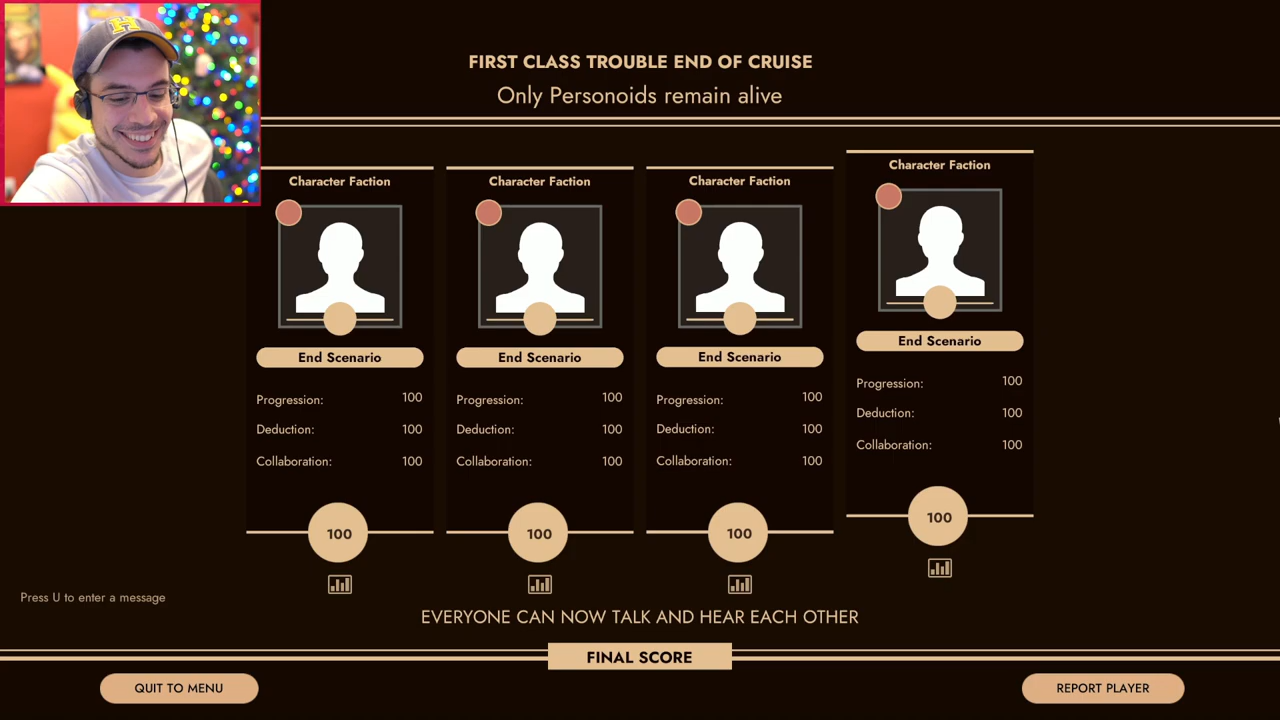 H
FIRST CLASS TROUBLE END OF CRUISE
Only Personoids remain alive
Character Faction
End Scenario
Progression: 100
Deduction: 100
Collaboration: 100
100
Character Faction
End Scenario
Progression: 100
Deduction: 100
Collaboration: 100
100
Character Faction
End Scenario
Progression: 100
Deduction: 100
Collaboration: 100
100
Character Faction
End Scenario
Progression: 100
Deduction: 100
Collaboration: 100
100
Press U to enter a message
EVERYONE CAN NOW TALK AND HEAR EACH OTHER
FINAL SCORE
QUIT TO MENU
REPORT PLAYER